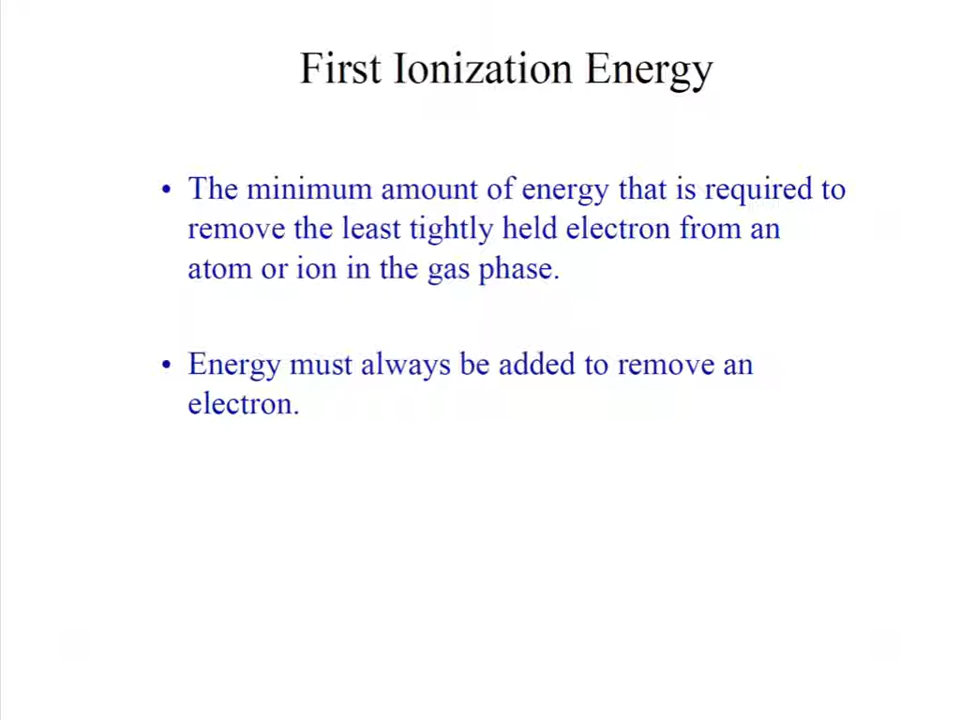 First Ionization Energy
• The minimum amount of energy that is required to
remove the least tightly held electron from an
atom or ion in the gas phase.
• Energy must always be added to remove an
electron.